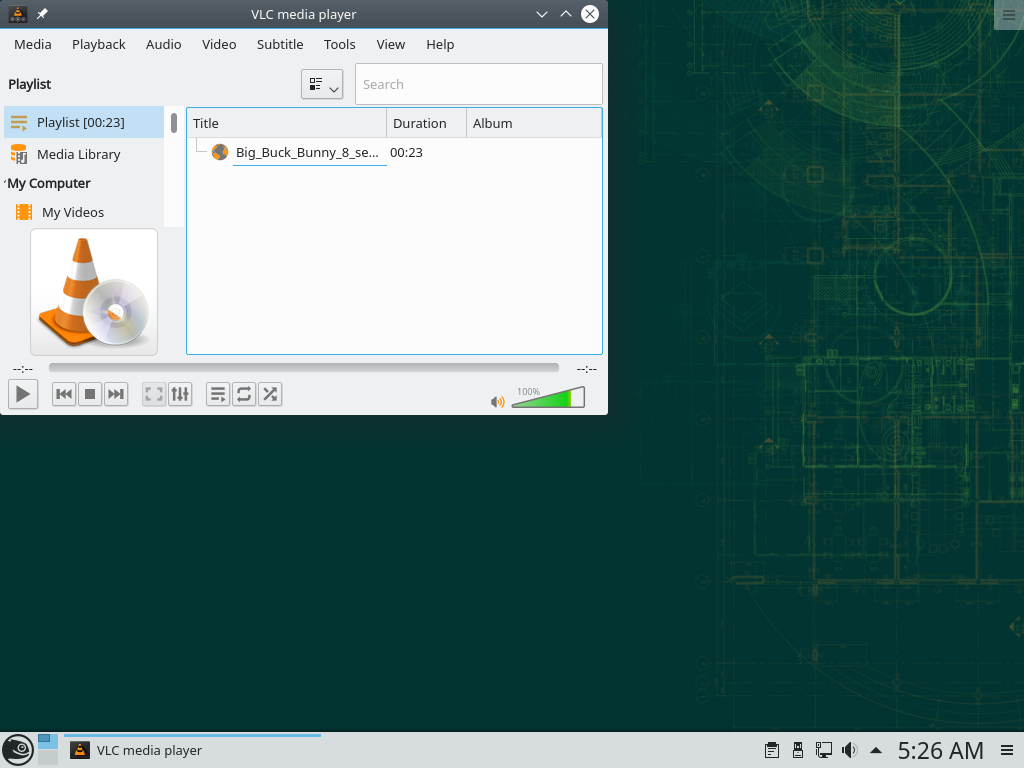 VLC media player
Media Playback Audio Video Subtitle Tools View Help
Playlist
Search
Playlist [00:23]
Media Library
My Computer
My Videos
Title Duration Album
Big_Buck_Bunny_8_se... 00:23
--:-- --:--
100%
VLC media player
5:26 AM